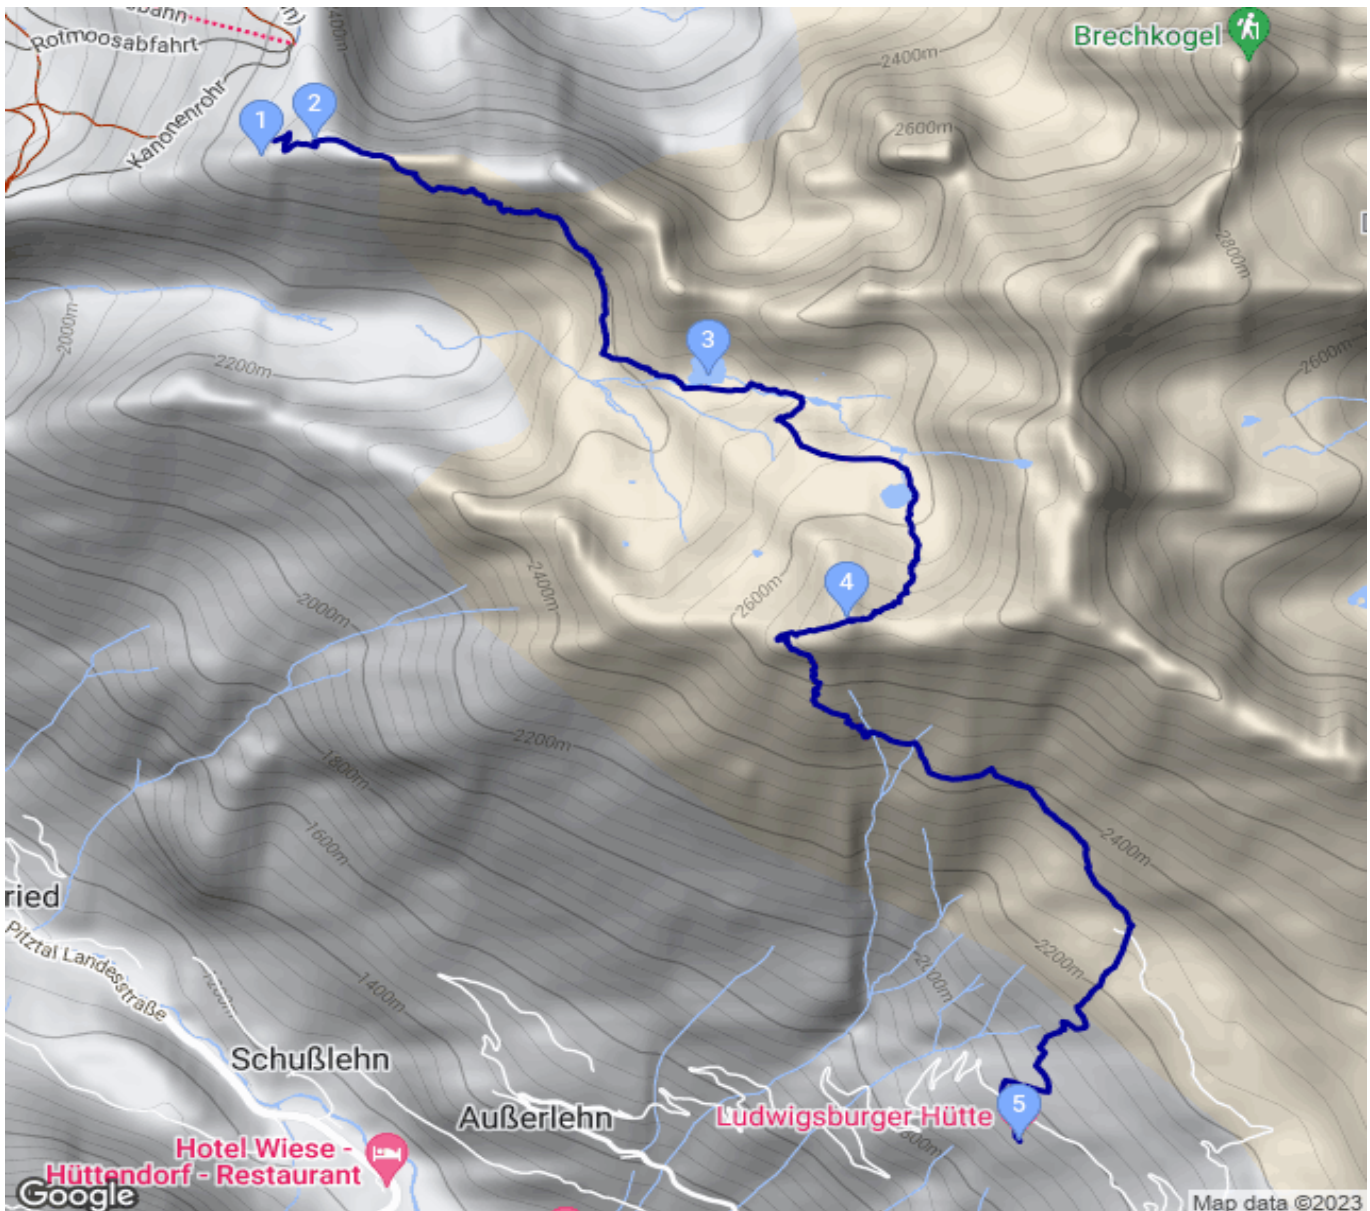 Rotmoosabfahrt
2400m
Brechkogel
2400m
1
2
Kanonenrohr
2600m
2800m
2000m
3
2200m
2600m
2400m
4
2600m
2000m
2200m
1800m
1600m
2400m
ried
Pitztal Landesstraße
2200m
1400m
Schußlehn
Außerlehn
Ludwigsburger Hütte
5
Hotel Wiese -
Hüttendorf - Restaurant
Google
Map data ©2023